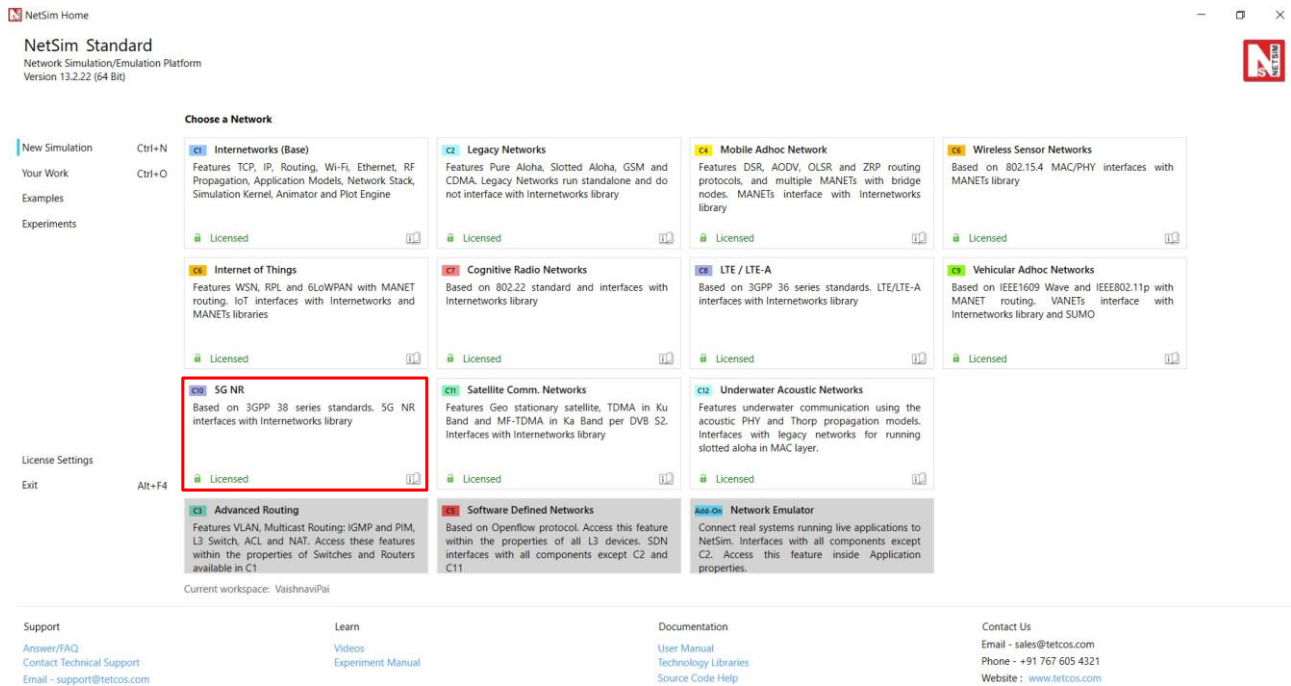 NetSim Home
NetSim Standard
Network Simulation/Emulation Platform
Version 13.2.22 (64 Bit)
NETSIM
Choose a Network
New Simulation Ctrl+N
Your Work Ctrl+O
Examples
Experiments
License Settings
Exit Alt+F4
C1 Internetworks (Base)
Features TCP, IP, Routing, Wi-Fi, Ethernet, RF
Propagation, Application Models, Network Stack,
Simulation Kernel, Animator and Plot Engine
Licensed
C2 Legacy Networks
Features Pure Aloha, Slotted Aloha, GSM and
CDMA. Legacy Networks run standalone and do
not interface with Internetworks library
Licensed
C4 Mobile Adhoc Network
Features DSR, AODV, OLSR and ZRP routing
protocols, and multiple MANETs with bridge
nodes. MANETs interface with Internetworks
library
Licensed
C6 Wireless Sensor Networks
Based on 802.15.4 MAC/PHY interfaces with
MANETs library
Licensed
C6 Internet of Things
Features WSN, RPL and 6LoWPAN with MANET
routing. IoT interfaces with Internetworks and
MANETs libraries
Licensed
C7 Cognitive Radio Networks
Based on 802.22 standard and interfaces with
Internetworks library
Licensed
C8 LTE / LTE-A
Based on 3GPP 36 series standards. LTE/LTE-A
interfaces with Internetworks library
Licensed
C9 Vehicular Adhoc Networks
Based on IEEE1609 Wave and IEEE802.11p with
MANET routing. VANETs interface with
Internetworks library and SUMO
Licensed
C10 5G NR
Based on 3GPP 38 series standards. 5G NR
interfaces with Internetworks library
Licensed
C11 Satellite Comm. Networks
Features Geo stationary satellite, TDMA in Ku
Band and MF-TDMA in Ka Band per DVB S2.
Interfaces with Internetworks library
Licensed
C12 Underwater Acoustic Networks
Features underwater communication using the
acoustic PHY and Thorp propagation models.
Interfaces with legacy networks for running
slotted aloha in MAC layer.
Licensed
C3 Advanced Routing
Features VLAN, Multicast Routing: IGMP and PIM,
L3 Switch, ACL and NAT. Access these features
within the properties of Switches and Routers
available in C1
C5 Software Defined Networks
Based on Openflow protocol. Access this feature
within the properties of all L3 devices. SDN
interfaces with all components except C2 and
C11
Add-On Network Emulator
Connect real systems running live applications to
NetSim. Interfaces with all components except
C2. Access this feature inside Application
properties.
Current workspace: VaishnaviPai
Support
Answer/FAQ
Contact Technical Support
Email - support@tetcos.com
Learn
Videos
Experiment Manual
Documentation
User Manual
Technology Libraries
Source Code Help
Contact Us
Email - sales@tetcos.com
Phone - +91 767 605 4321
Website : www.tetcos.com